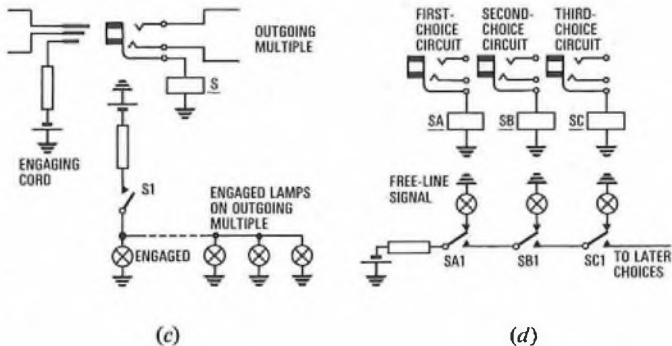 OUTGOING
MULTIPLE
S
ENGAGING
CORD
S1
ENGAGED LAMPS
ON OUTGOING
MULTIPLE
ENGAGED
(c)
FIRST-
CHOICE
CIRCUIT
SECOND-
CHOICE
CIRCUIT
THIRD-
CHOICE
CIRCUIT
SA
SB
SC
FREE-LINE
SIGNAL
SA1
SB1
SC1
TO LATER
CHOICES
(d)